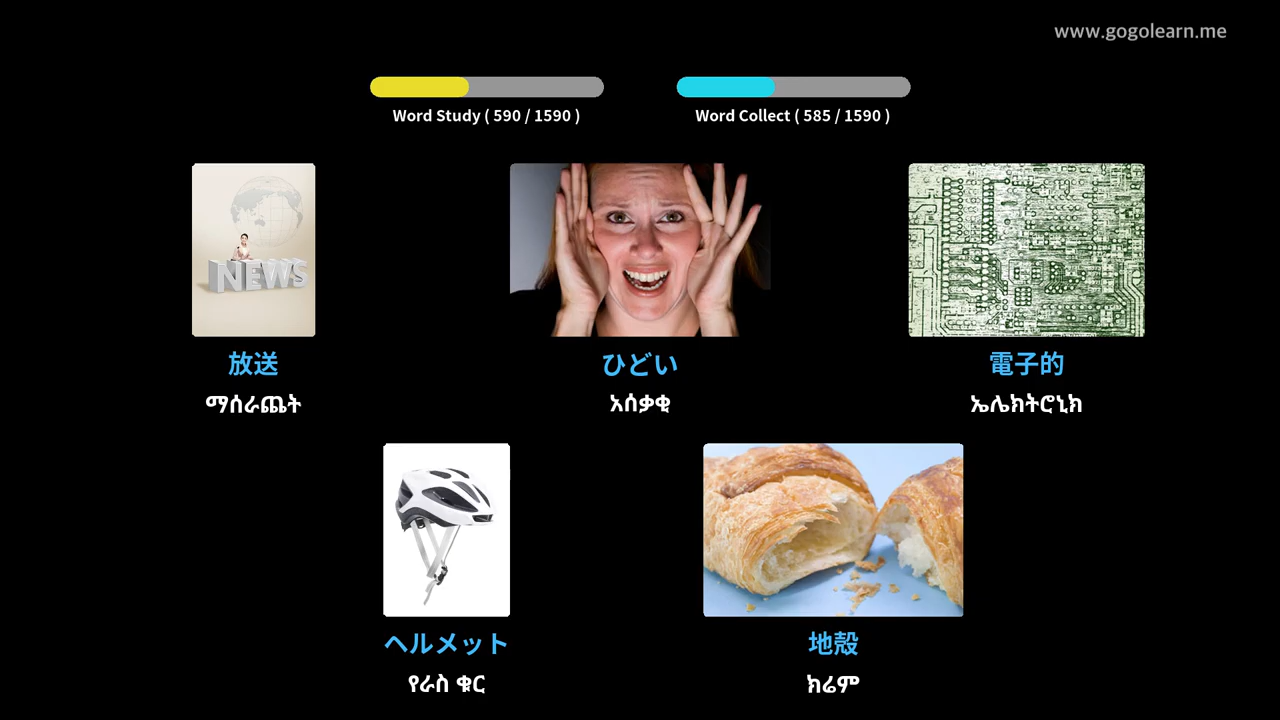 www.gogolearn.me
Word Study ( 590 / 1590 )
Word Collect ( 585 / 1590 )
NEWS
放送
ማሰራጨት
ひどい
አሰቃቂ
電子的
ኤሌክትሮኒክ
ヘルメット
የራስ ቁር
地殻
ክሬም